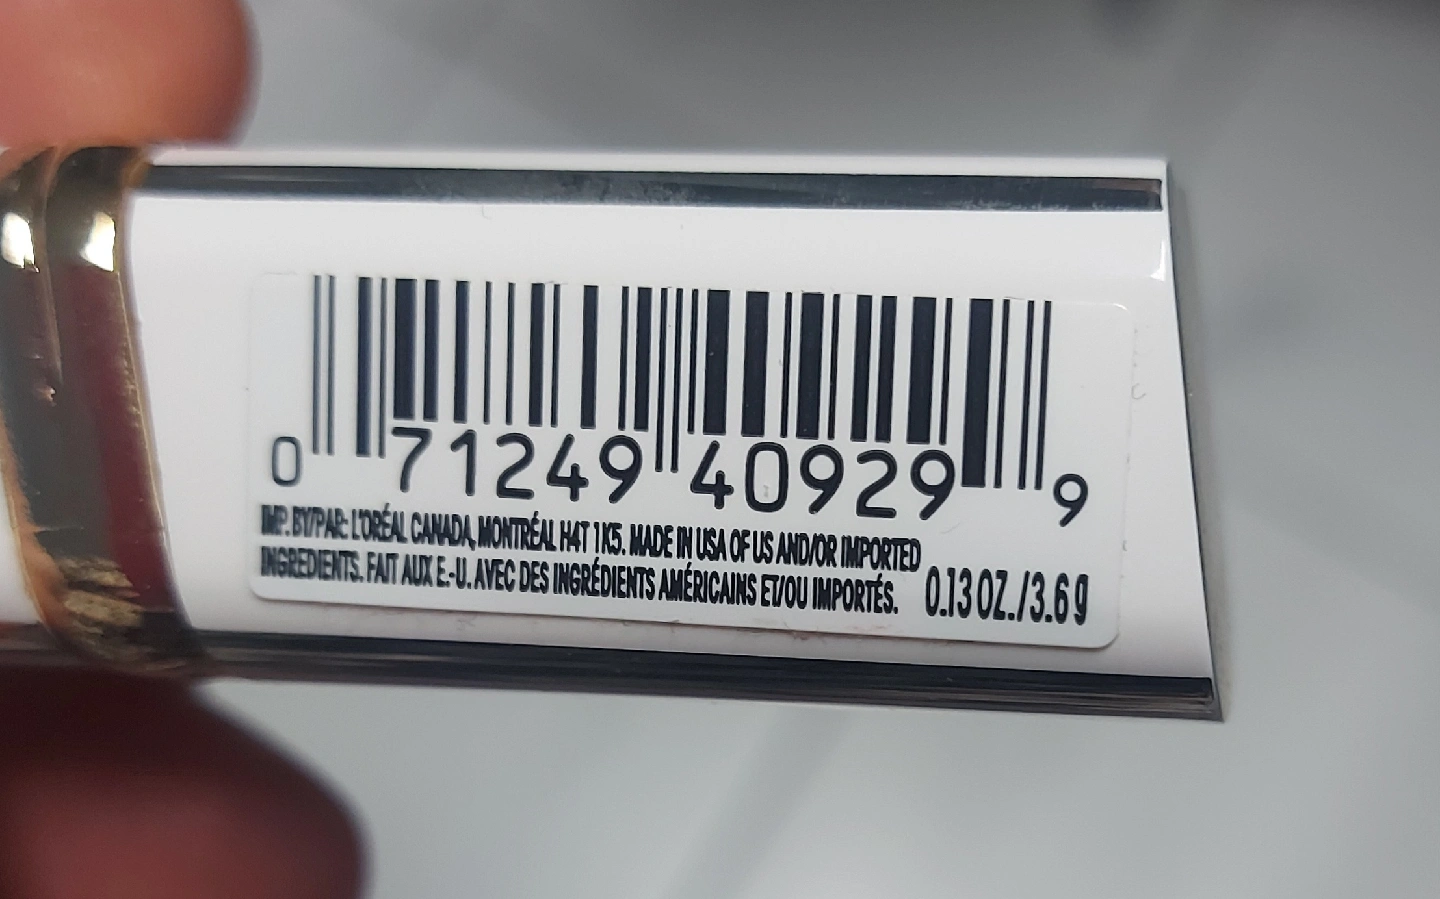 0 71249 40929 9
IMP. BY/PAR: L'ORÉAL CANADA, MONTRÉAL H4T 1K5. MADE IN USA OF US AND/OR IMPORTED
INGREDIENTS. FAIT AUX E.-U. AVEC DES INGRÉDIENTS AMÉRICAINS ET/OU IMPORTÉS. 0.13 OZ./3.6 g